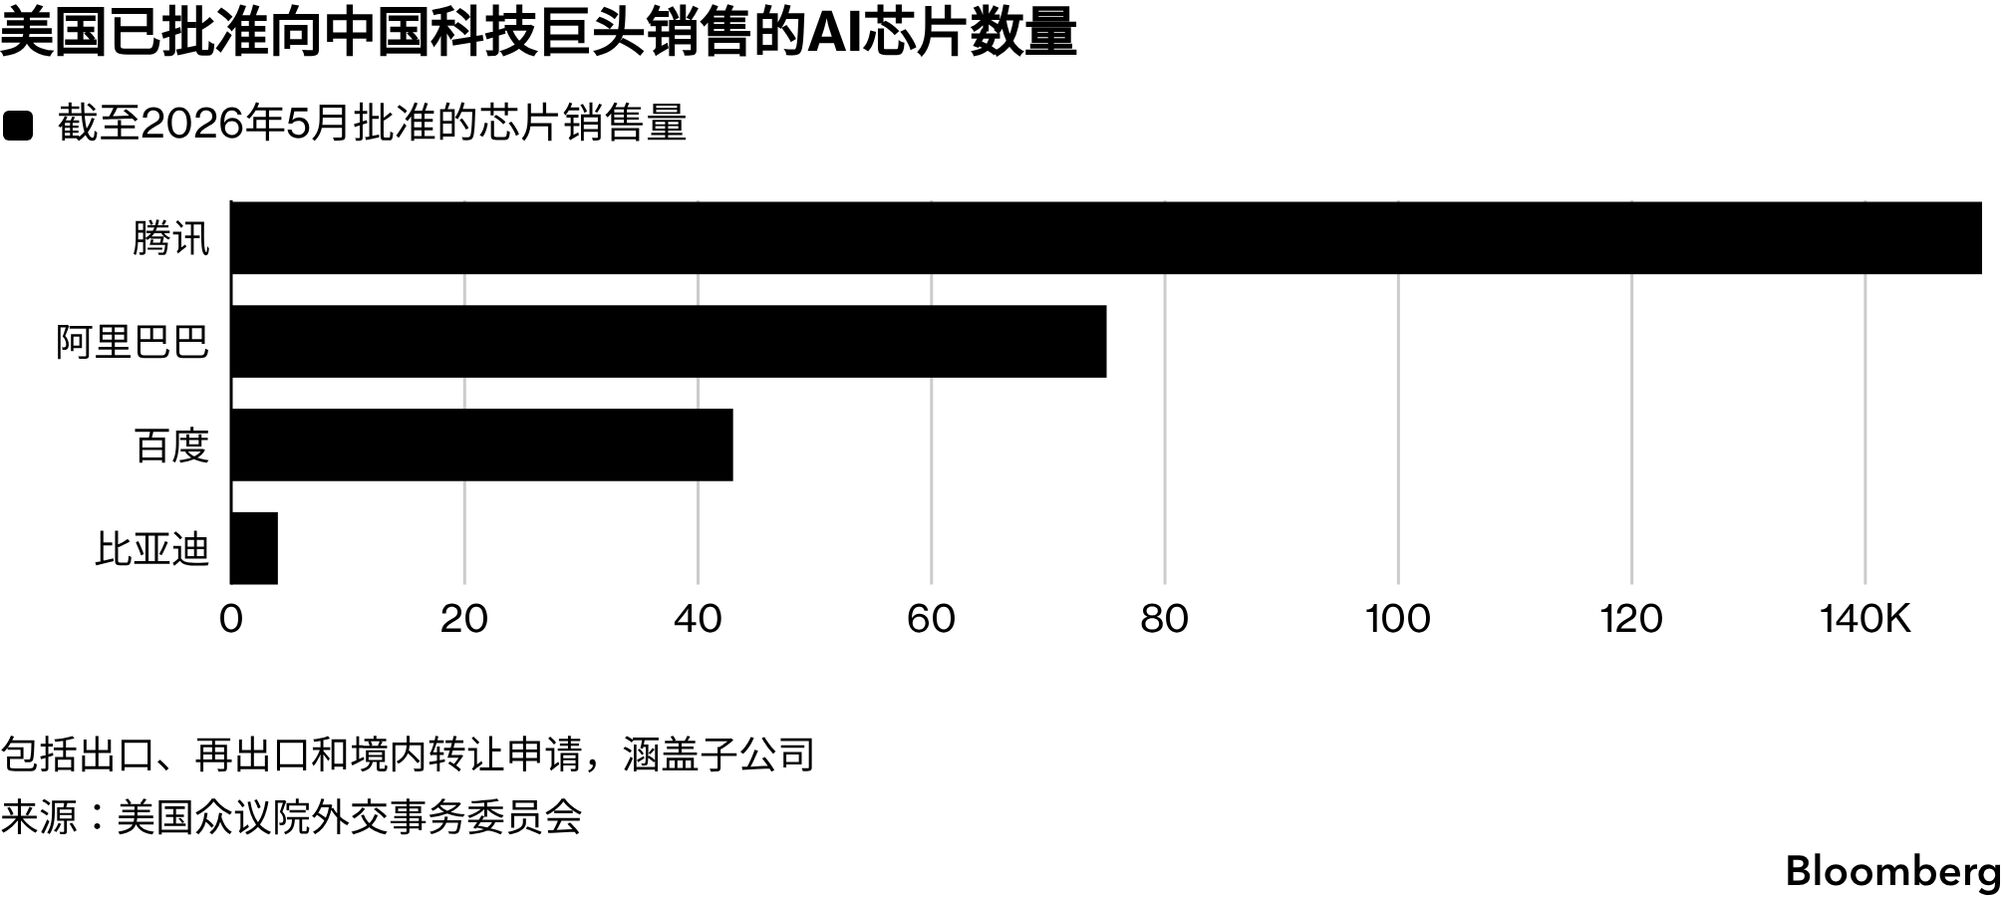 美国已批准向中国科技巨头销售的AI芯片数量
截至2026年5月批准的芯片销售量
腾讯
阿里巴巴
百度
比亚迪
0 20 40 60 80 100 120 140K
包括出口、再出口和境内转让申请，涵盖子公司
来源：美国众议院外交事务委员会
Bloomberg